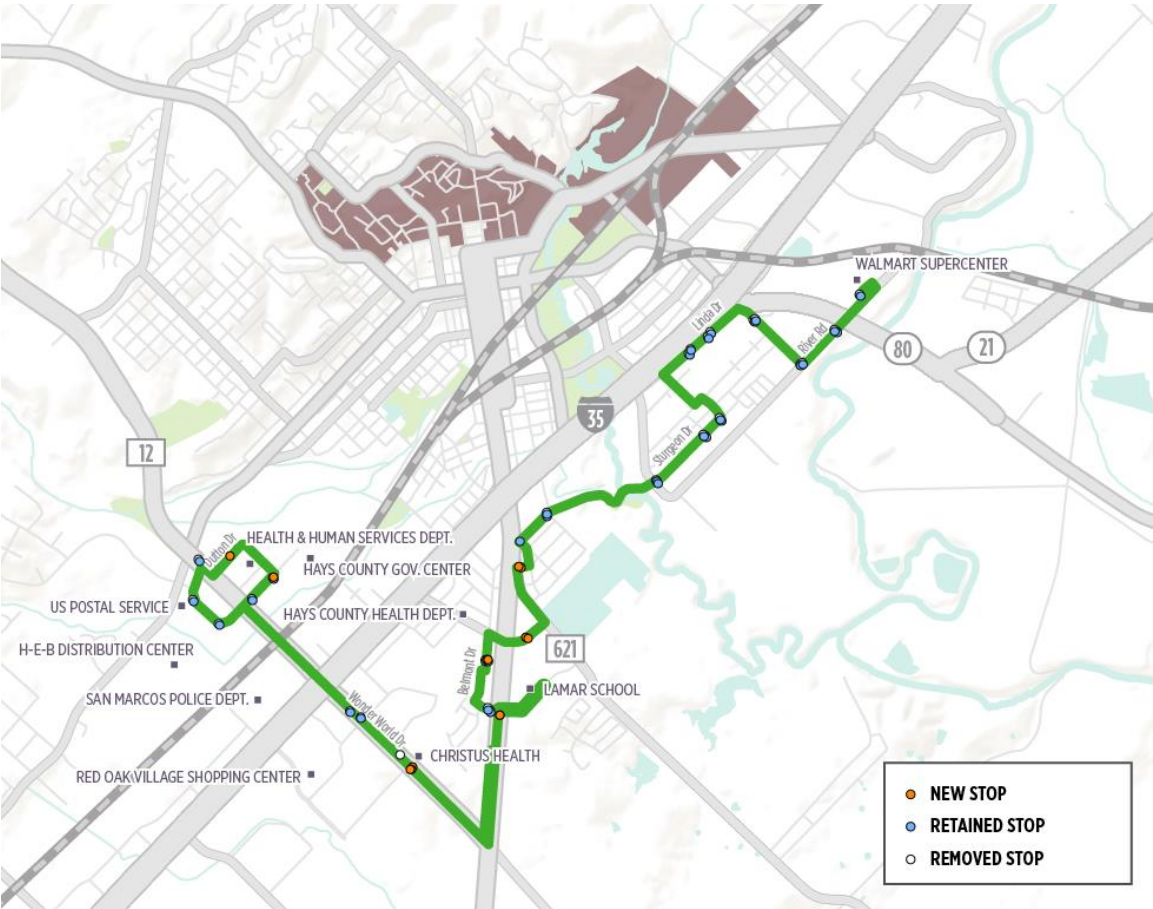 WALMART SUPERCENTER
Linda Dr
River Rd
80
21
35
Sturgeon Dr
12
Dutton Dr
HEALTH & HUMAN SERVICES DEPT.
HAYS COUNTY GOV. CENTER
US POSTAL SERVICE
HAYS COUNTY HEALTH DEPT.
H-E-B DISTRIBUTION CENTER
621
Belmont Dr
LAMAR SCHOOL
SAN MARCOS POLICE DEPT.
Wonder World Dr
CHRISTUS HEALTH
RED OAK VILLAGE SHOPPING CENTER
NEW STOP
RETAINED STOP
REMOVED STOP